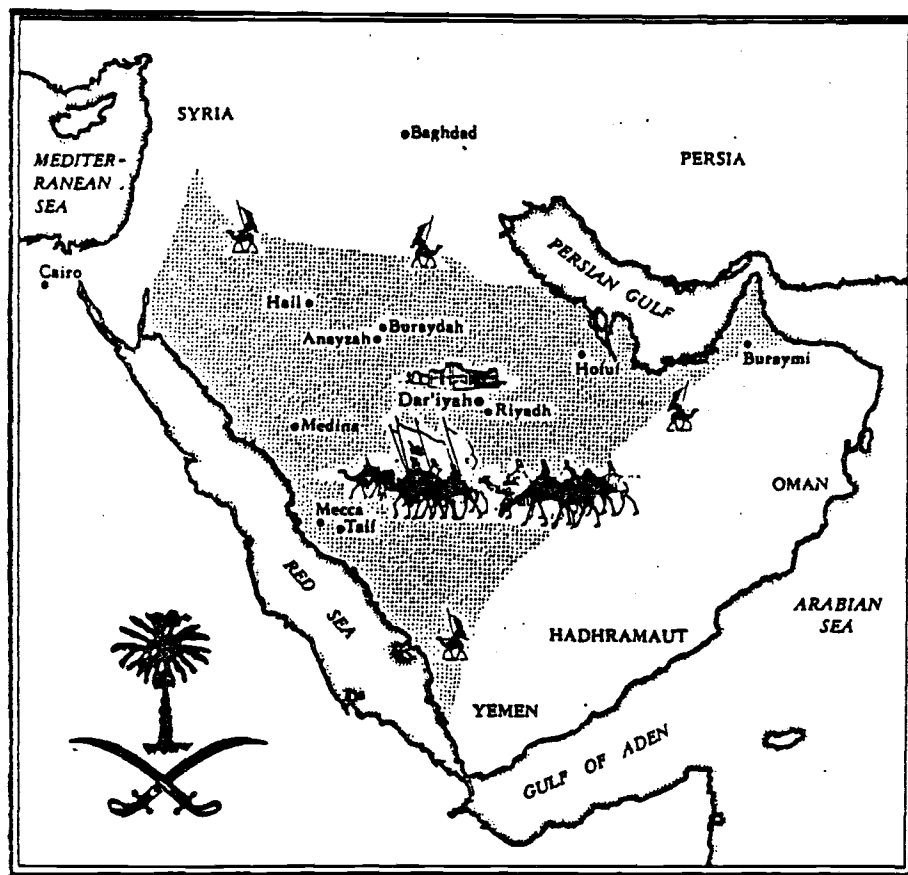 SYRIA
Baghdad
PERSIA
MEDITER-
RANEAN
SEA
Cairo
PERSIAN GULF
Hail
Buraydah
Anayzah
Hofuf
Buraymi
Dar'iyah
Riyadh
Medina
OMAN
Mecca
Taif
RED
SEA
ARABIAN
SEA
HADHRAMAUT
YEMEN
GULF OF ADEN